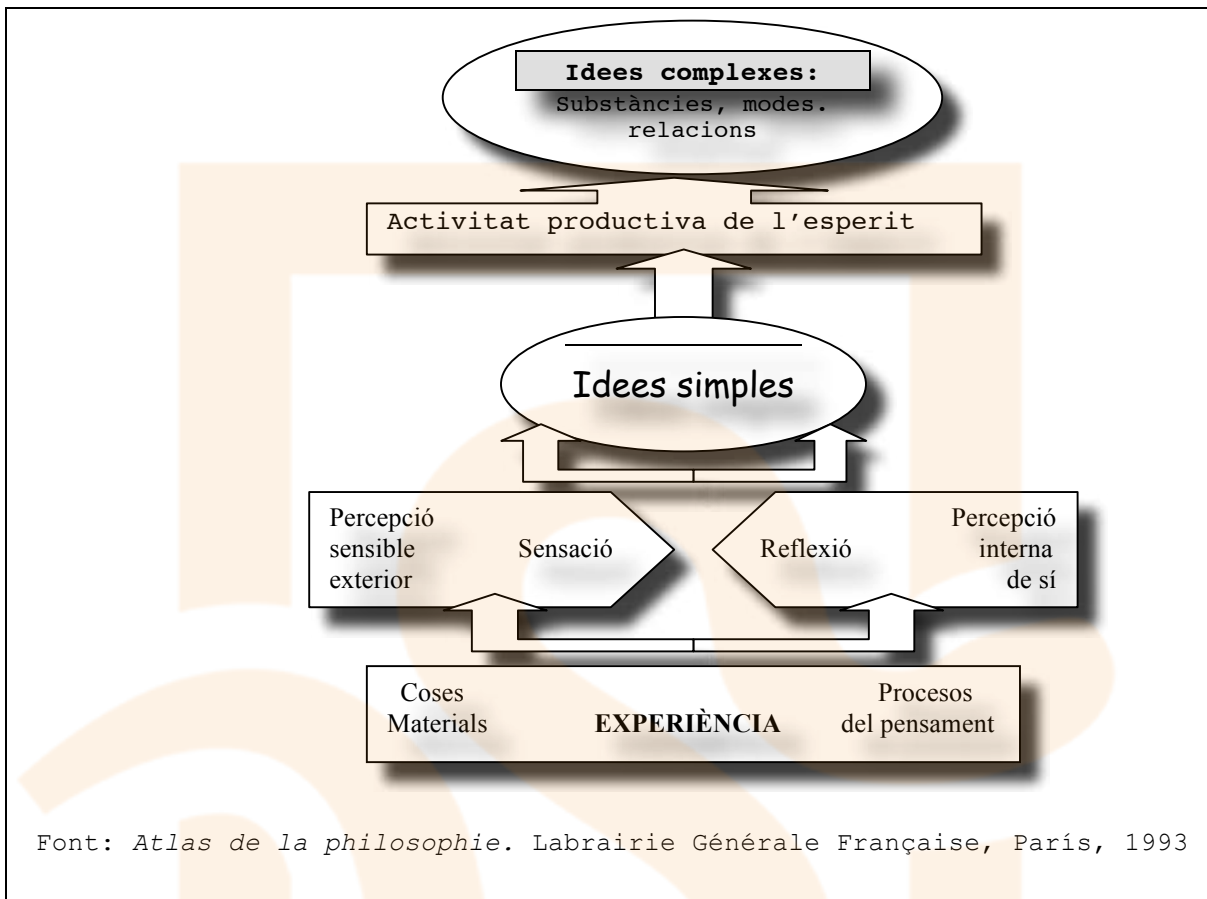 Idees complexes:
Substàncies, modes.
relacions
Activitat productiva de l'esperit
Idees simples
Percepció
sensible
exterior
Sensació
Reflexió
Percepció
interna
de sí
Coses
Materials
EXPERIÈNCIA
Procesos
del pensament
Font: Atlas de la philosophie. Labrairie Générale Française, París, 1993